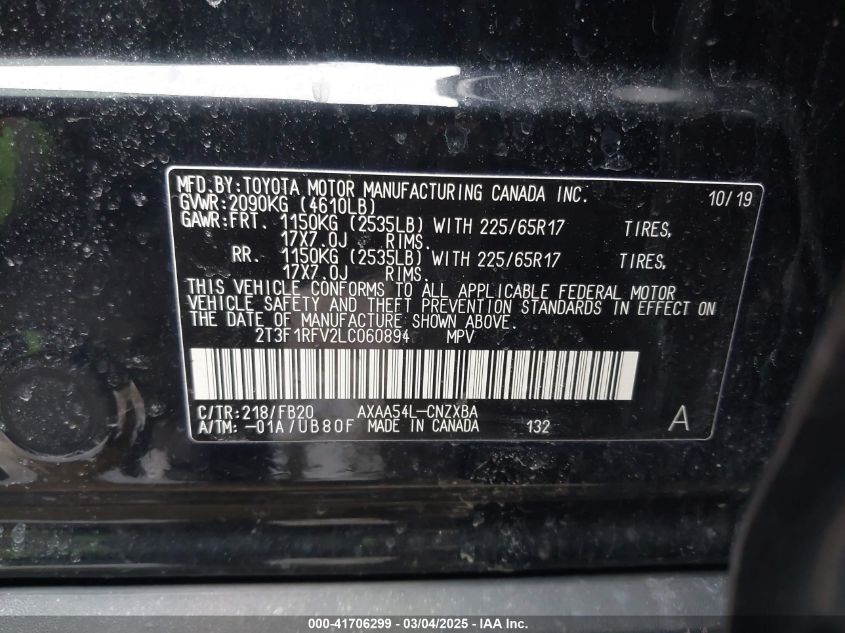 MFD.BY:TOYOTA MOTOR MANUFACTURING CANADA INC. 10/19
GVWR:2090KG (4610LB)
GAWR:FRT. 1150KG (2535LB) WITH 225/65R17 TIRES,
17X7.0J RIMS.
RR. 1150KG (2535LB) WITH 225/65R17 TIRES,
17X7.0J RIMS.
THIS VEHICLE CONFORMS TO ALL APPLICABLE FEDERAL MOTOR
VEHICLE SAFETY AND THEFT PREVENTION STANDARDS IN EFFECT ON
THE DATE OF MANUFACTURE SHOWN ABOVE.
2T3F1RFV2LC060894 MPV
C/TR:218/FB20 AXAA54L-CNZXBA
A/TM:-01A/UB80F MADE IN CANADA 132 A
000-41706299 - 03/04/2025 - IAA Inc.